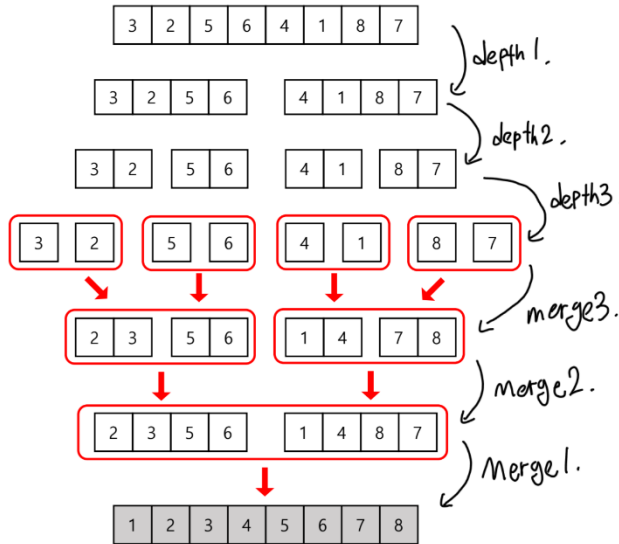 3 2 5 6 4 1 8 7
depth 1.
3 2 5 6 4 1 8 7
depth2.
3 2 5 6 4 1 8 7
depth3
3 2 5 6 4 1 8 7
merge3.
2 3 5 6 1 4 7 8
merge2.
2 3 5 6 1 4 8 7
Merge1.
1 2 3 4 5 6 7 8